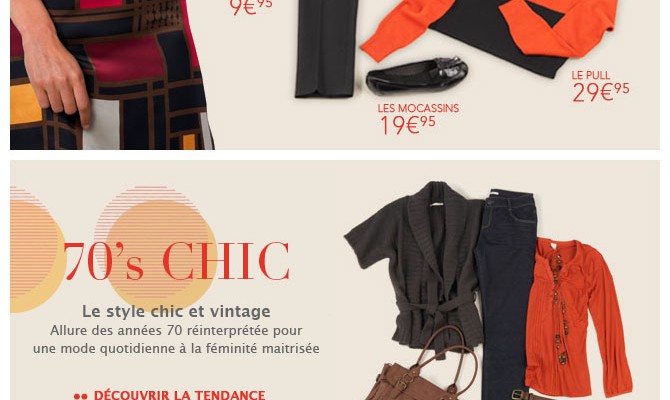 9€95
LE PULL
29€95
LES MOCASSINS
19€95
70's CHIC
Le style chic et vintage
Allure des années 70 réinterprétée pour
une mode quotidienne à la féminité maitrisée
•• DÉCOUVRIR LA TENDANCE